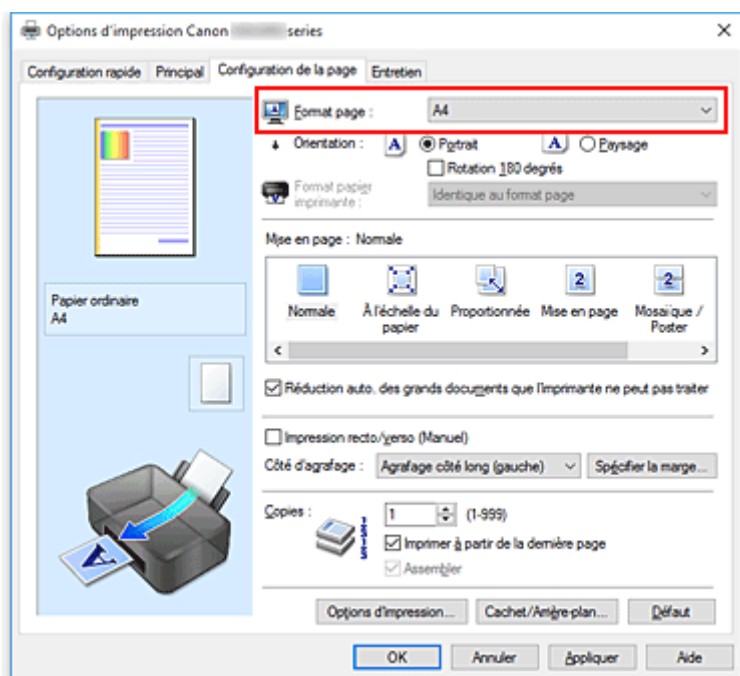 Options d'impression Canon series
Configuration rapide Principal Configuration de la page Entretien
Format page : A4
Orientation : A Portrait A Paysage
Rotation 180 degrés
Format papier
imprimante : Identique au format page
Mise en page : Normale
Normale À l'échelle du
papier Proportionnée Mise en page Mosaïque /
Poster
2 2
Papier ordinaire
A4
Réduction auto. des grands documents que l'imprimante ne peut pas traiter
Impression recto/verso (Manuel)
Côté d'agrafage : Agrafage côté long (gauche) Spécifier la marge...
Copies : 1 (1-999)
Imprimer à partir de la dernière page
Assembler
A
Options d'impression... Cachet/Arrière-plan... Défaut
OK Annuler Appliquer Aide